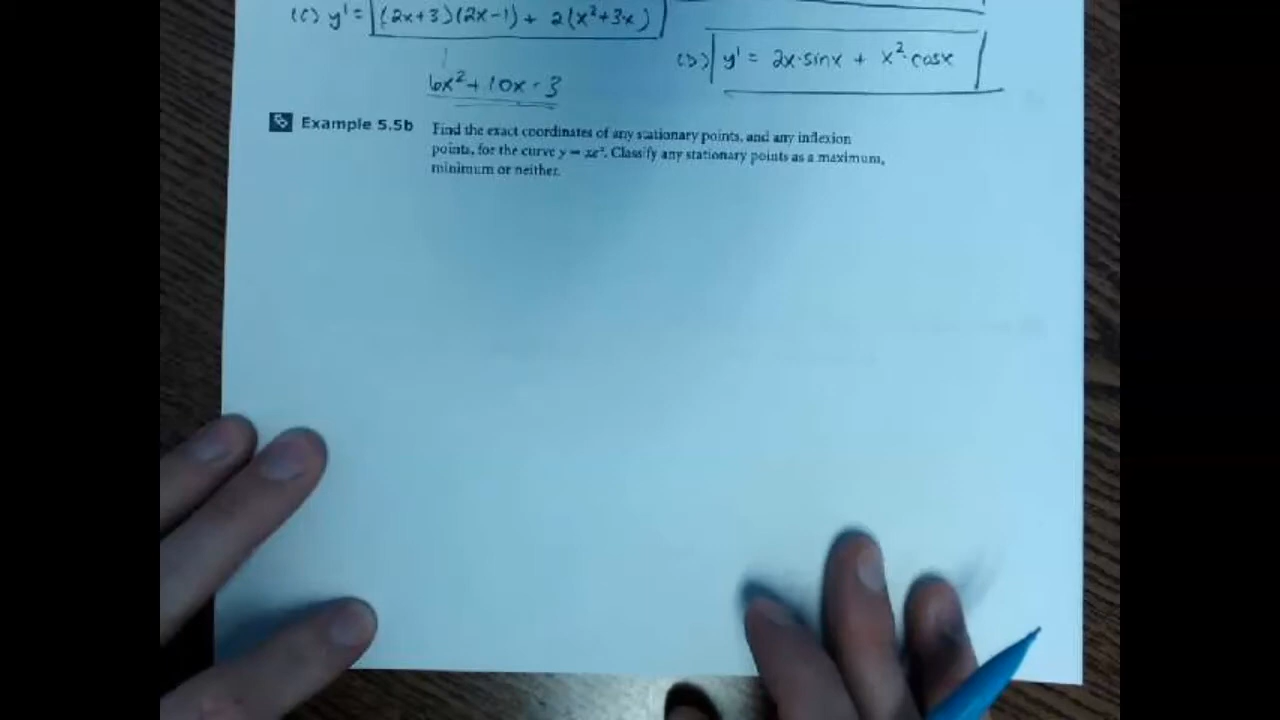 (c) y' = (2x+3)(2x-1) + 2(x²+3x)
6x²+10x-3
(D) y' = 2x·sinx + x²·cosx
Example 5.5b
Find the exact coordinates of any stationary points, and any inflexion
points, for the curve y = xeˣ. Classify any stationary points as a maximum,
minimum or neither.